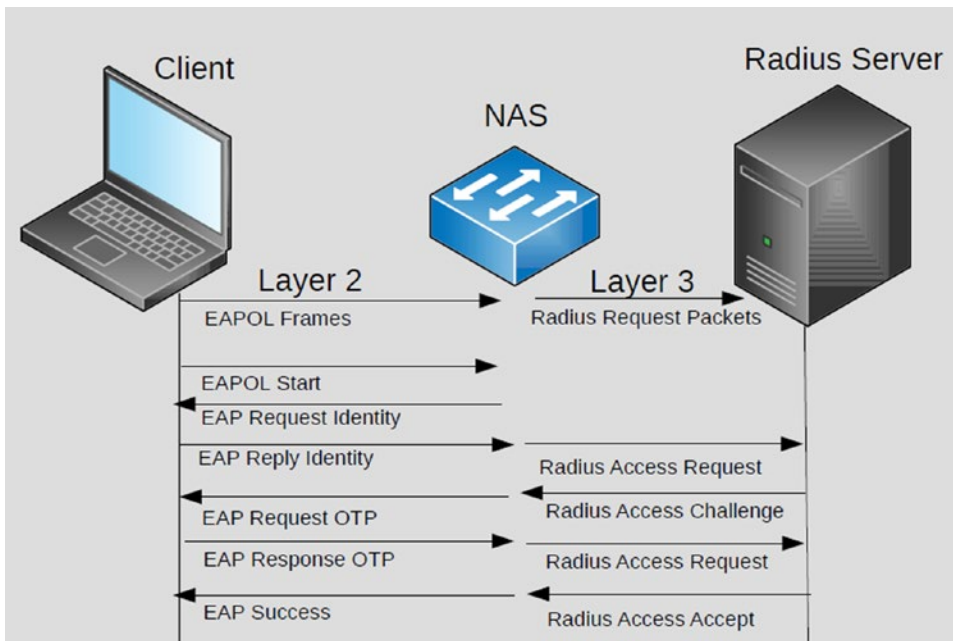 Client
NAS
Radius Server
Layer 2
Layer 3
EAPOL Frames
Radius Request Packets
EAPOL Start
EAP Request Identity
EAP Reply Identity
Radius Access Request
EAP Request OTP
Radius Access Challenge
EAP Response OTP
Radius Access Request
EAP Success
Radius Access Accept